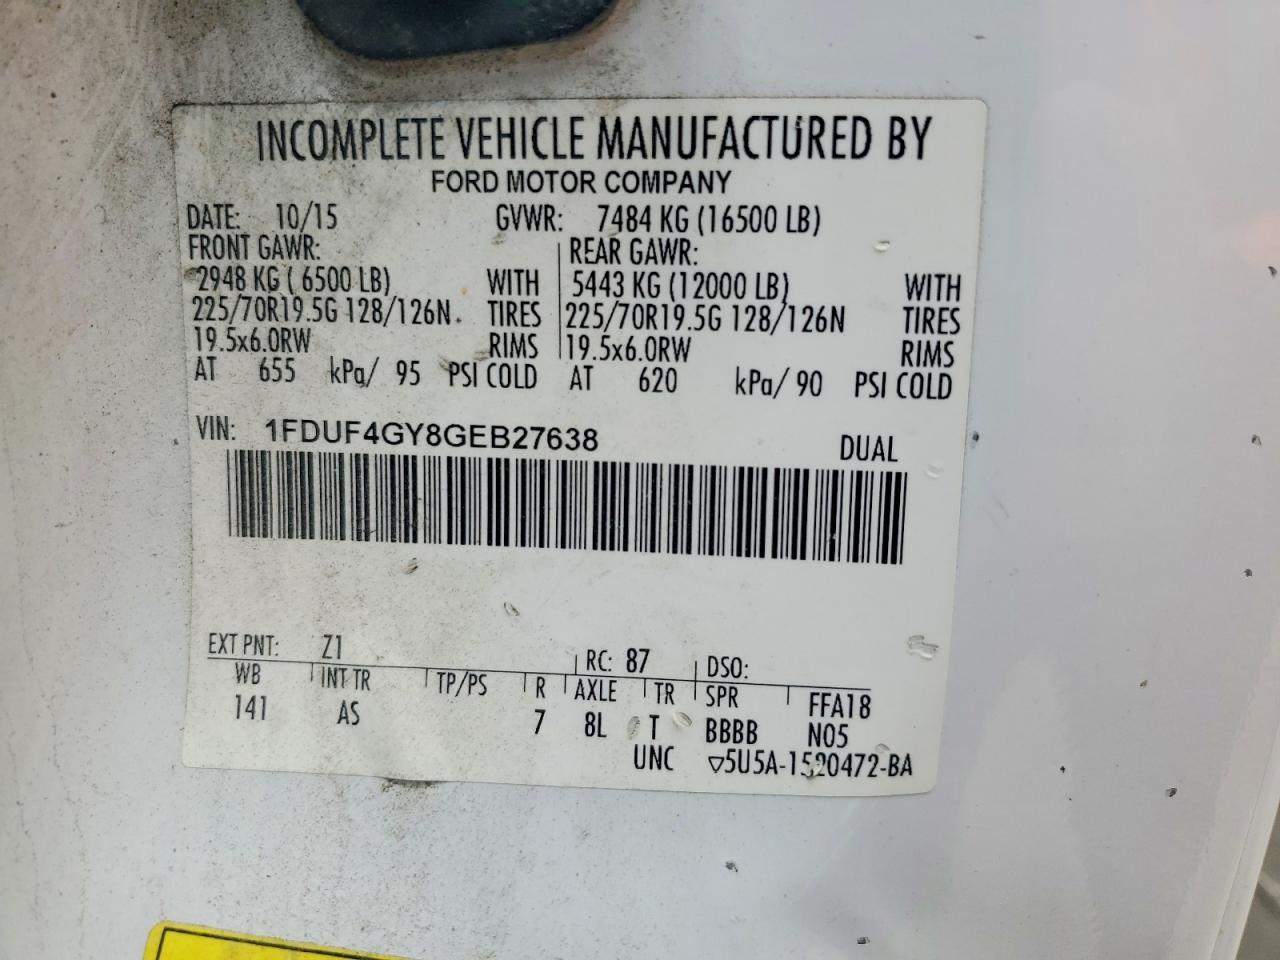 INCOMPLETE VEHICLE MANUFACTURED BY
FORD MOTOR COMPANY
DATE: 10/15 GVWR: 7484 KG (16500 LB)
FRONT GAWR: REAR GAWR:
2948 KG ( 6500 LB) WITH 5443 KG (12000 LB) WITH
225/70R19.5G 128/126N TIRES 225/70R19.5G 128/126N TIRES
19.5x6.0RW RIMS 19.5x6.0RW RIMS
AT 655 kPa/ 95 PSI COLD AT 620 kPa/ 90 PSI COLD
VIN: 1FDUF4GY8GEB27638 DUAL
EXT PNT: Z1 RC: 87 DSO:
WB INT TR TP/PS R AXLE TR SPR FFA18
141 AS 7 8L T BBBB N05
UNC ▽5U5A-1520472-BA